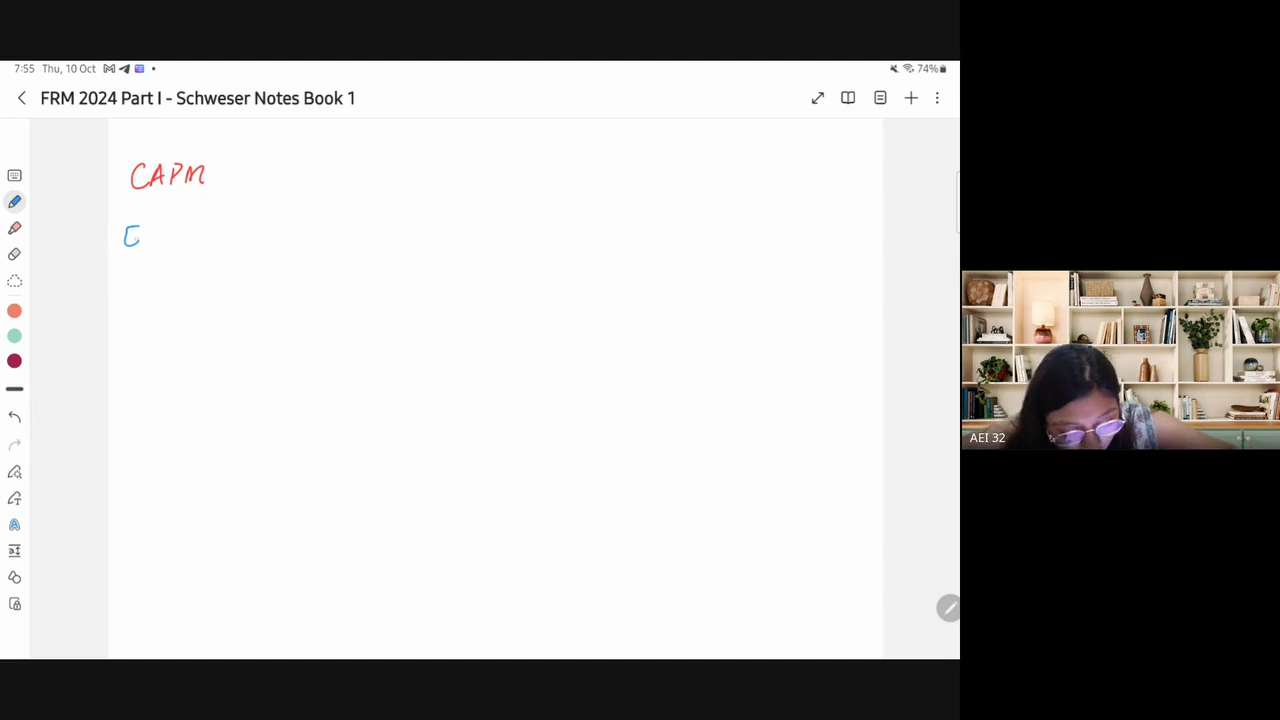 7:55 Thu, 10 Oct 74%
FRM 2024 Part I - Schweser Notes Book 1
CAPM
AEI 32